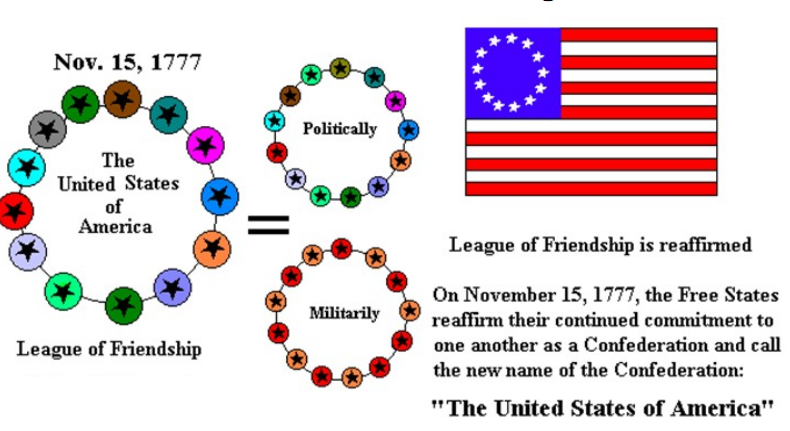 Nov. 15, 1777
The
United States
of
America
League of Friendship
=
Politically
Militarily
League of Friendship is reaffirmed
On November 15, 1777, the Free States
reaffirm their continued commitment to
one another as a Confederation and call
the new name of the Confederation:
"The United States of America"